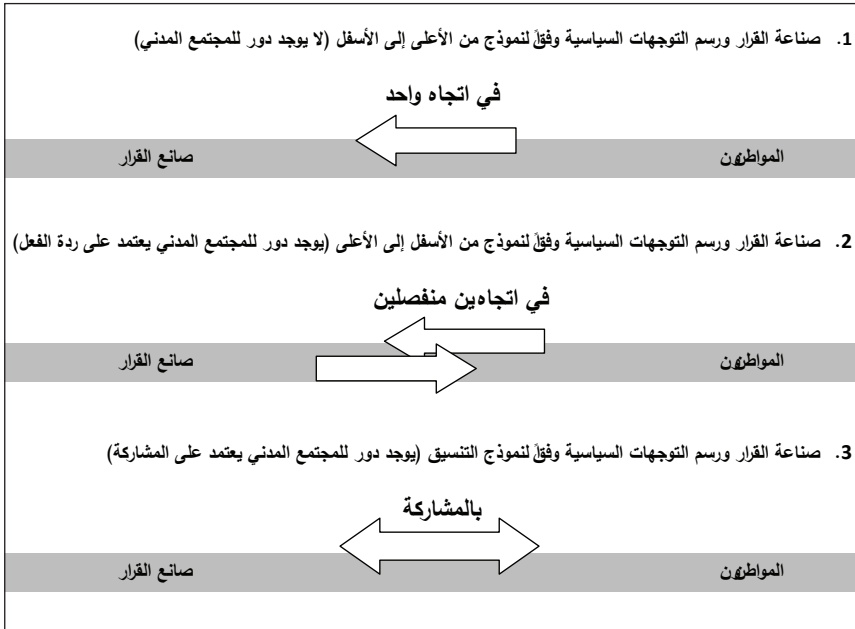 1. صناعة القرار ورسم التوجهات السياسية وفقً لنموذج من الأعلى إلى الأسفل (لا يوجد دور للمجتمع المدني)
في اتجاه واحد
المواطنون صانع القرار
2. صناعة القرار ورسم التوجهات السياسية وفقً لنموذج من الأسفل إلى الأعلى (يوجد دور للمجتمع المدني يعتمد على ردة الفعل)
في اتجاهين منفصلين
المواطنون صانع القرار
3. صناعة القرار ورسم التوجهات السياسية وفقً لنموذج التنسيق (يوجد دور للمجتمع المدني يعتمد على المشاركة)
بالمشاركة
المواطنون صانع القرار